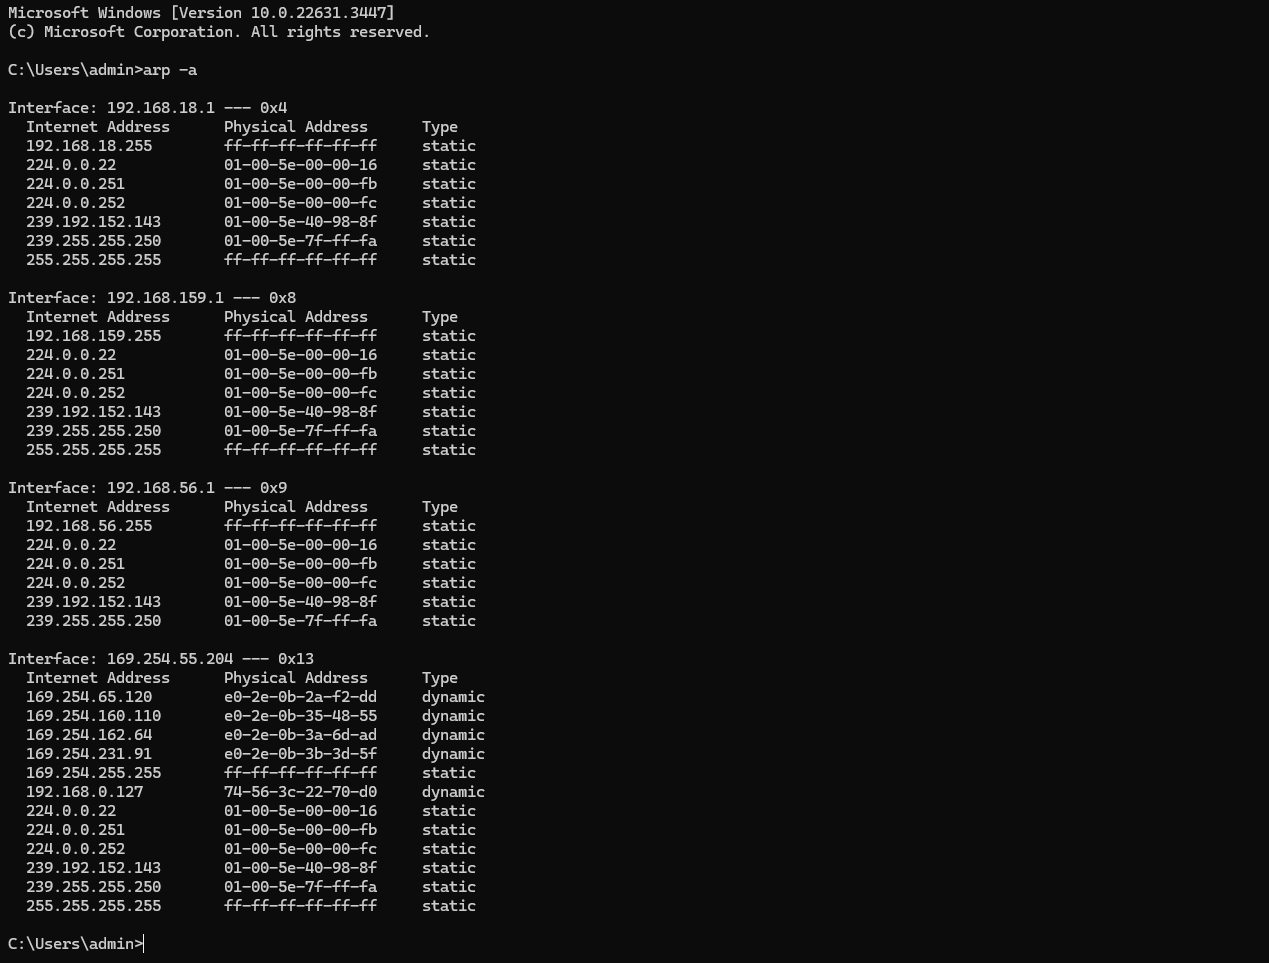 Microsoft Windows [Version 10.0.22631.3447]
(c) Microsoft Corporation. All rights reserved.
C:\Users\admin>arp -a
Interface: 192.168.18.1 --- 0x4
Internet Address Physical Address Type
192.168.18.255 ff-ff-ff-ff-ff-ff static
224.0.0.22 01-00-5e-00-00-16 static
224.0.0.251 01-00-5e-00-00-fb static
224.0.0.252 01-00-5e-00-00-fc static
239.192.152.143 01-00-5e-40-98-8f static
239.255.255.250 01-00-5e-7f-ff-fa static
255.255.255.255 ff-ff-ff-ff-ff-ff static
Interface: 192.168.159.1 --- 0x8
Internet Address Physical Address Type
192.168.159.255 ff-ff-ff-ff-ff-ff static
224.0.0.22 01-00-5e-00-00-16 static
224.0.0.251 01-00-5e-00-00-fb static
224.0.0.252 01-00-5e-00-00-fc static
239.192.152.143 01-00-5e-40-98-8f static
239.255.255.250 01-00-5e-7f-ff-fa static
255.255.255.255 ff-ff-ff-ff-ff-ff static
Interface: 192.168.56.1 --- 0x9
Internet Address Physical Address Type
192.168.56.255 ff-ff-ff-ff-ff-ff static
224.0.0.22 01-00-5e-00-00-16 static
224.0.0.251 01-00-5e-00-00-fb static
224.0.0.252 01-00-5e-00-00-fc static
239.192.152.143 01-00-5e-40-98-8f static
239.255.255.250 01-00-5e-7f-ff-fa static
Interface: 169.254.55.204 --- 0x13
Internet Address Physical Address Type
169.254.65.120 e0-2e-0b-2a-f2-dd dynamic
169.254.160.110 e0-2e-0b-35-48-55 dynamic
169.254.162.64 e0-2e-0b-3a-6d-ad dynamic
169.254.231.91 e0-2e-0b-3b-3d-5f dynamic
169.254.255.255 ff-ff-ff-ff-ff-ff static
192.168.0.127 74-56-3c-22-70-d0 dynamic
224.0.0.22 01-00-5e-00-00-16 static
224.0.0.251 01-00-5e-00-00-fb static
224.0.0.252 01-00-5e-00-00-fc static
239.192.152.143 01-00-5e-40-98-8f static
239.255.255.250 01-00-5e-7f-ff-fa static
255.255.255.255 ff-ff-ff-ff-ff-ff static
C:\Users\admin>